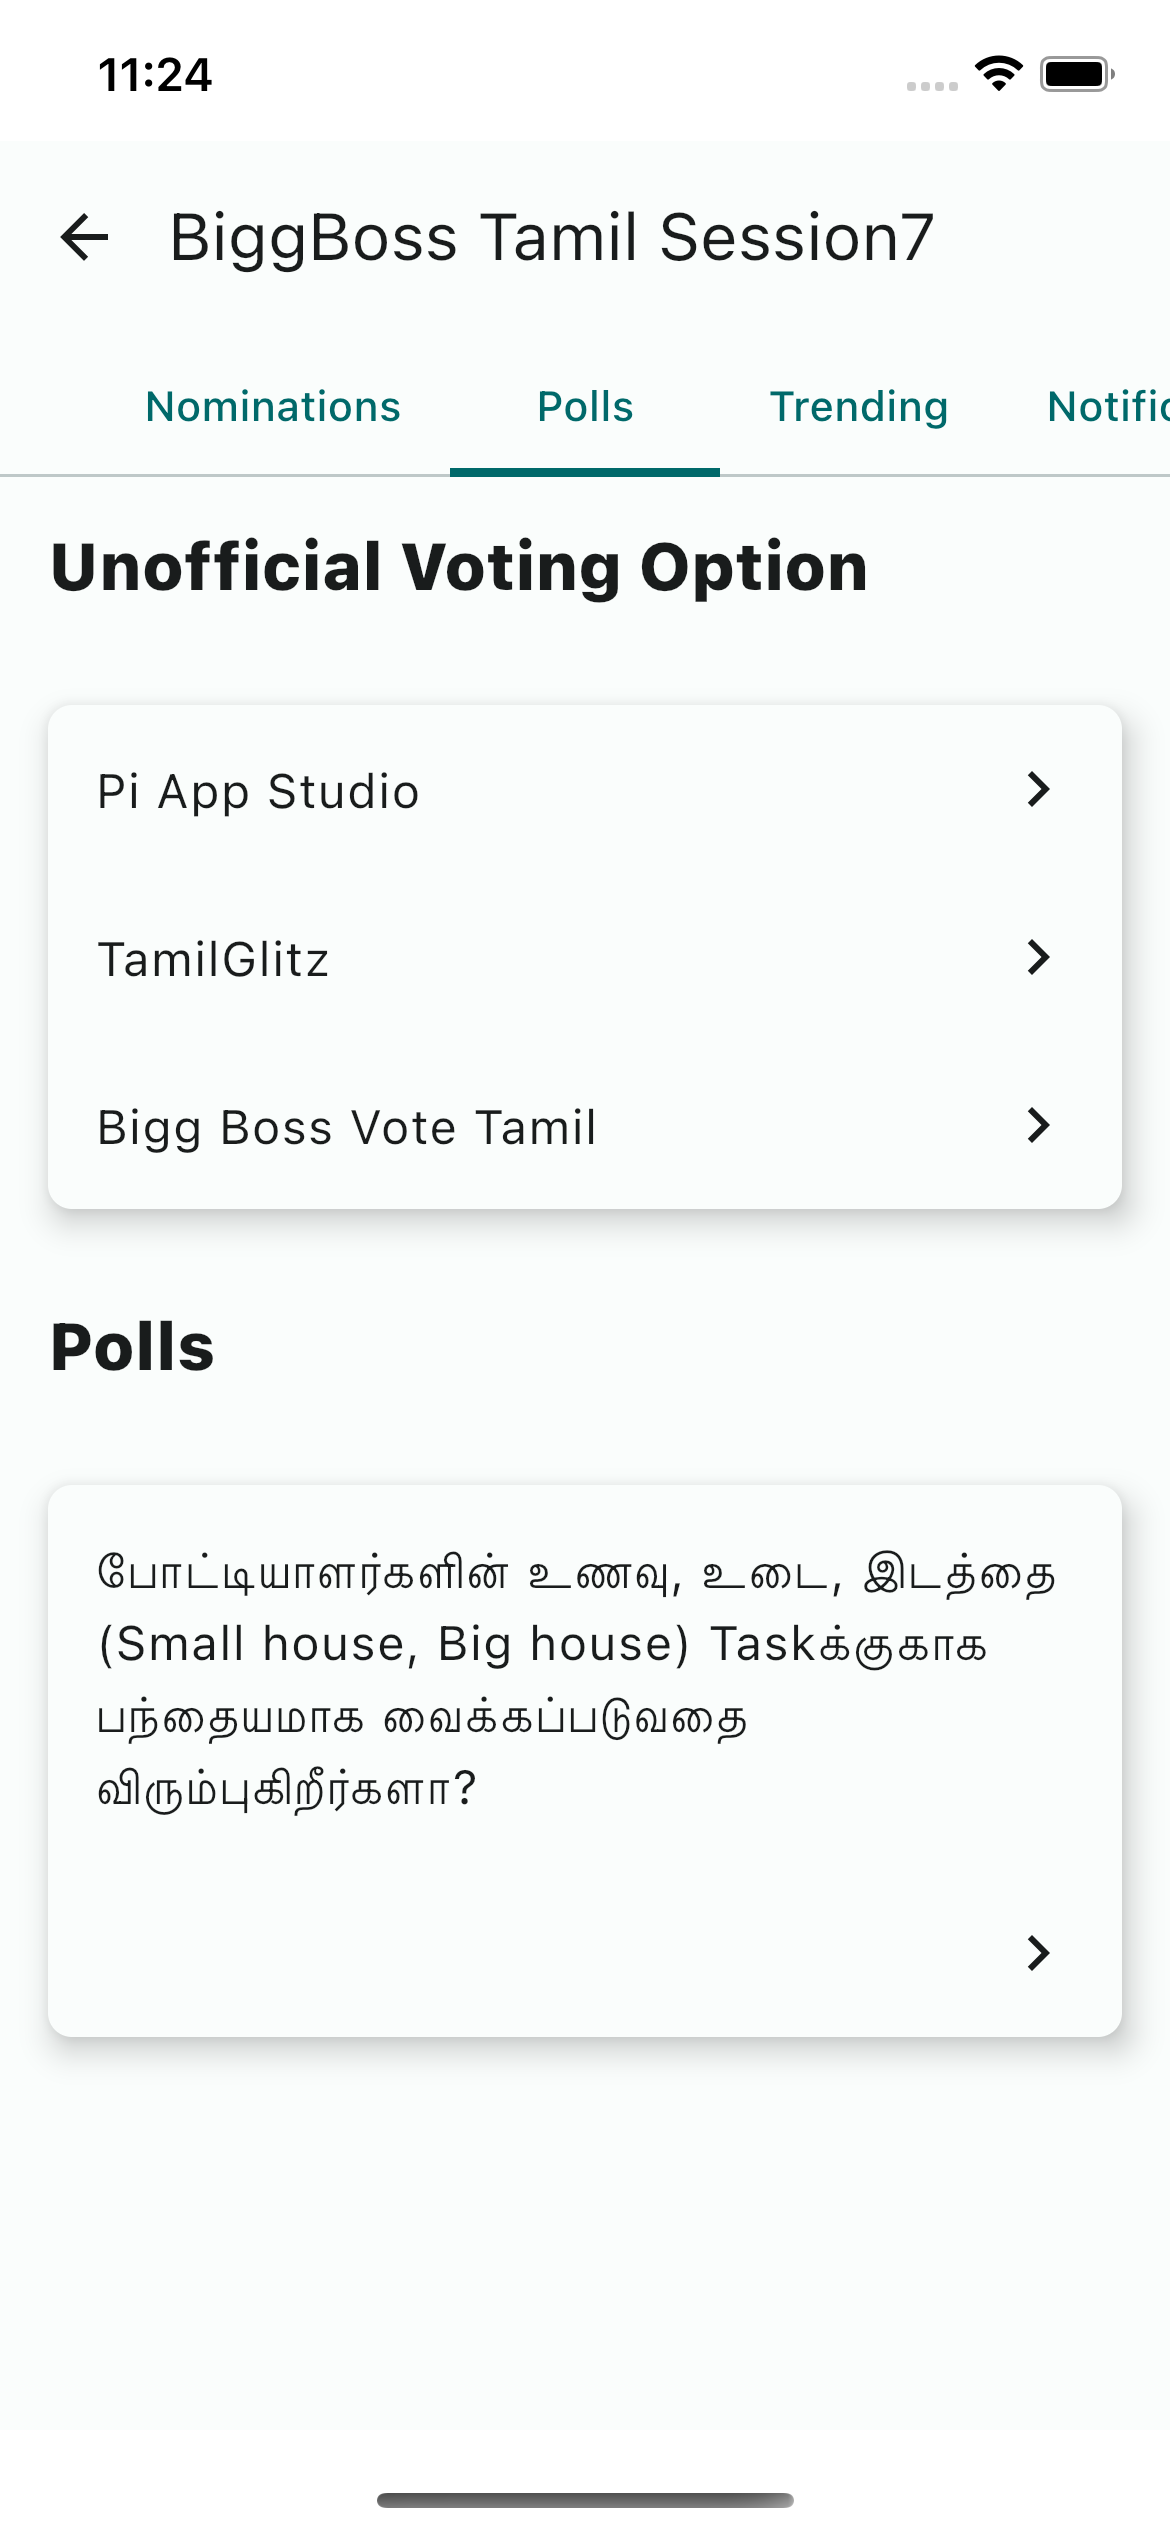 11:24
BiggBoss Tamil Session7
Nominations Polls Trending Notific
Unofficial Voting Option
Pi App Studio
TamilGlitz
Bigg Boss Vote Tamil
Polls
போட்டியாளர்களின் உணவு, உடை, இடத்தை
(Small house, Big house) Taskக்குகாக
பந்தையமாக வைக்கப்படுவதை
விரும்புகிறீர்களா?